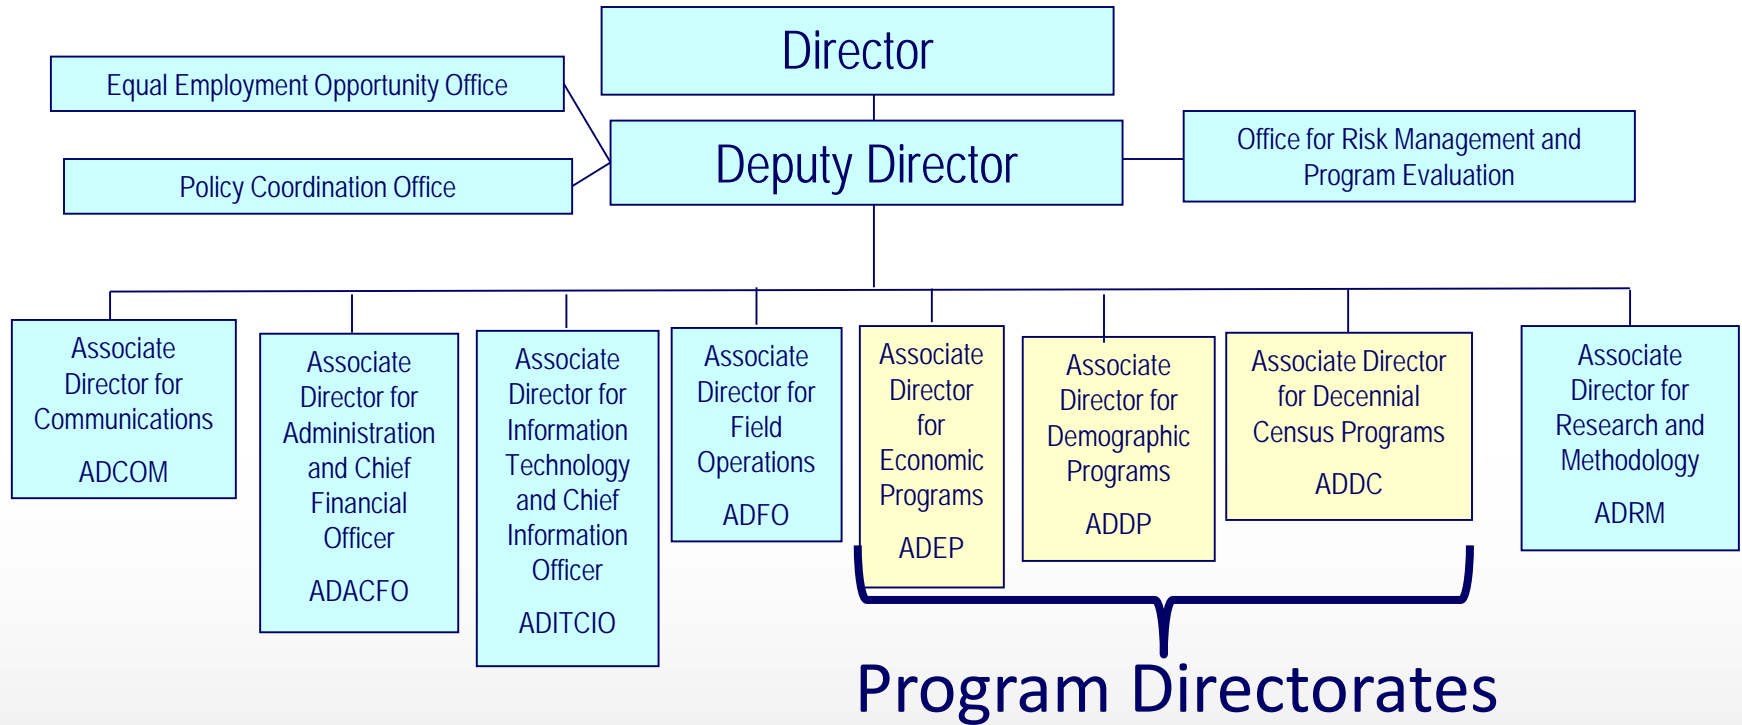 Director
Equal Employment Opportunity Office
Deputy Director
Office for Risk Management and
Program Evaluation
Policy Coordination Office
Associate
Director for
Communications
ADCOM
Associate
Director for
Administration
and Chief
Financial
Officer
ADACFO
Associate
Director for
Information
Technology
and Chief
Information
Officer
ADITCIO
Associate
Director for
Field
Operations
ADFO
Associate
Director
for
Economic
Programs
ADEP
Associate
Director for
Demographic
Programs
ADDP
Associate Director
for Decennial
Census Programs
ADDC
Associate
Director for
Research and
Methodology
ADRM
Program Directorates